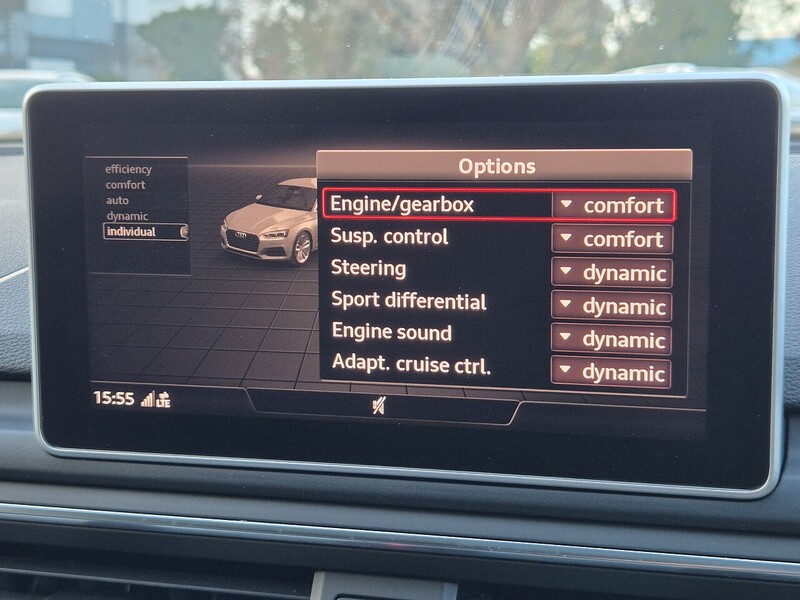 efficiency
comfort
auto
dynamic
individual
Options
Engine/gearbox comfort
Susp. control comfort
Steering dynamic
Sport differential dynamic
Engine sound dynamic
Adapt. cruise ctrl. dynamic
15:55 LTE